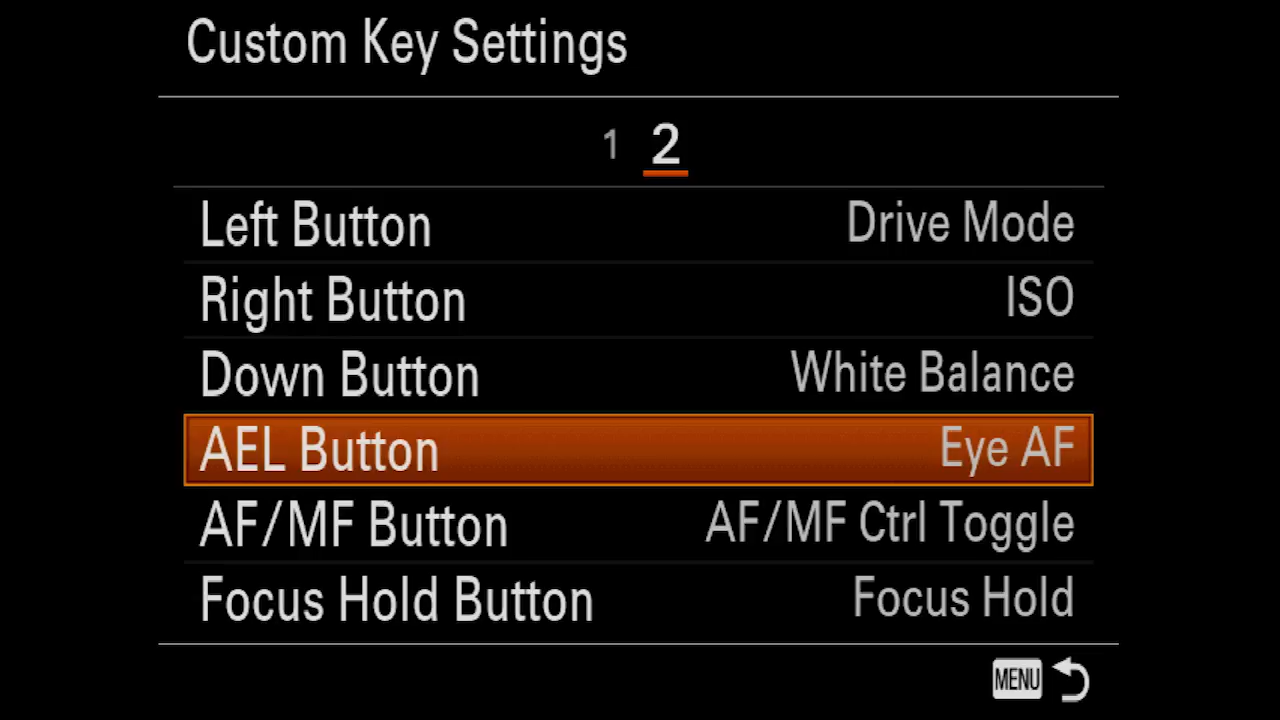 Custom Key Settings
1 2
Left Button Drive Mode
Right Button ISO
Down Button White Balance
AEL Button Eye AF
AF/MF Button AF/MF Ctrl Toggle
Focus Hold Button Focus Hold
MENU